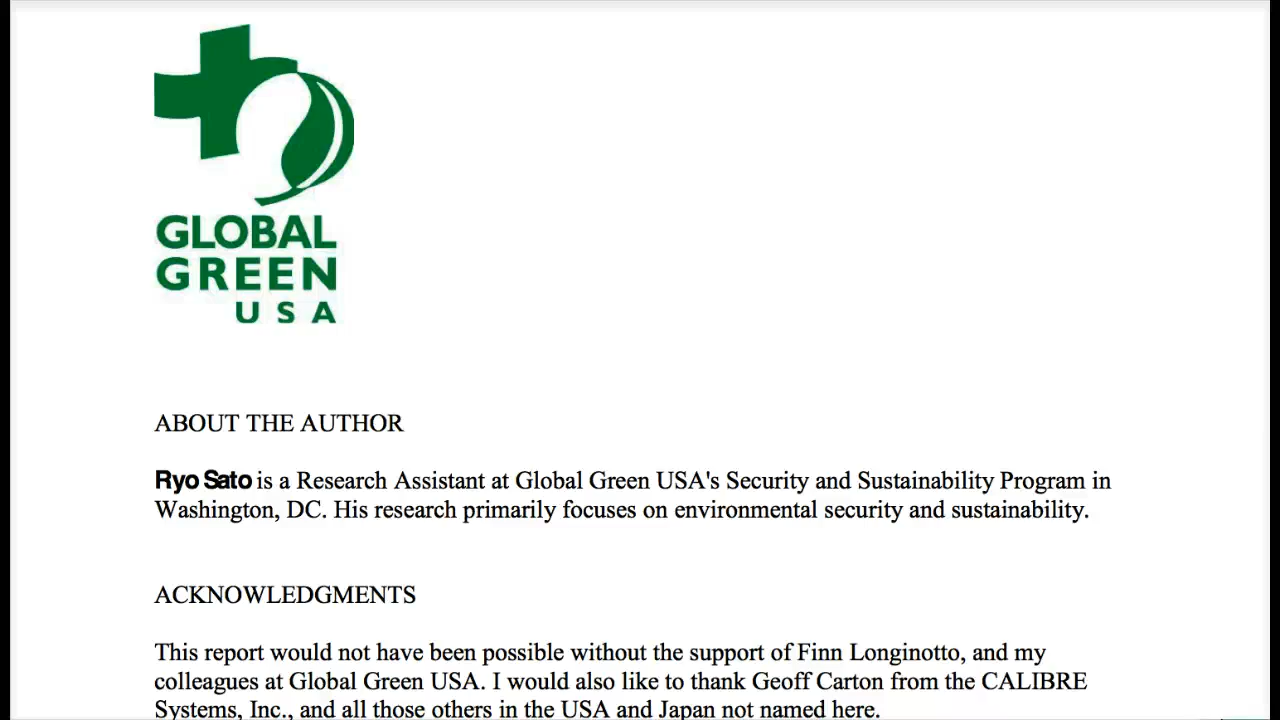 GLOBAL
GREEN
USA
ABOUT THE AUTHOR
Ryo Sato is a Research Assistant at Global Green USA's Security and Sustainability Program in
Washington, DC. His research primarily focuses on environmental security and sustainability.
ACKNOWLEDGMENTS
This report would not have been possible without the support of Finn Longinotto, and my
colleagues at Global Green USA. I would also like to thank Geoff Carton from the CALIBRE
Systems, Inc., and all those others in the USA and Japan not named here.